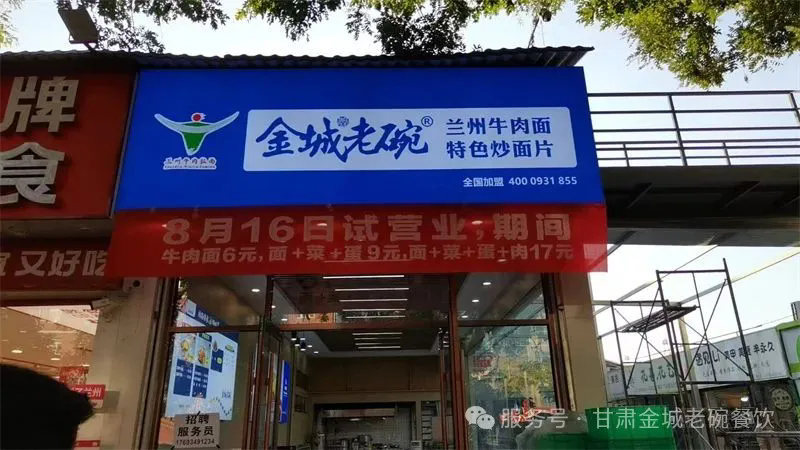 牌
食
宜又好吃
金城老碗®
兰州牛肉面
特色炒面片
全国加盟 400 0931 855
8月16日试营业,期间
牛肉面6元,面+菜+蛋9元,面+菜+蛋+肉17元
招聘
服务员
17693491234
服务号·甘肃金城老碗餐饮